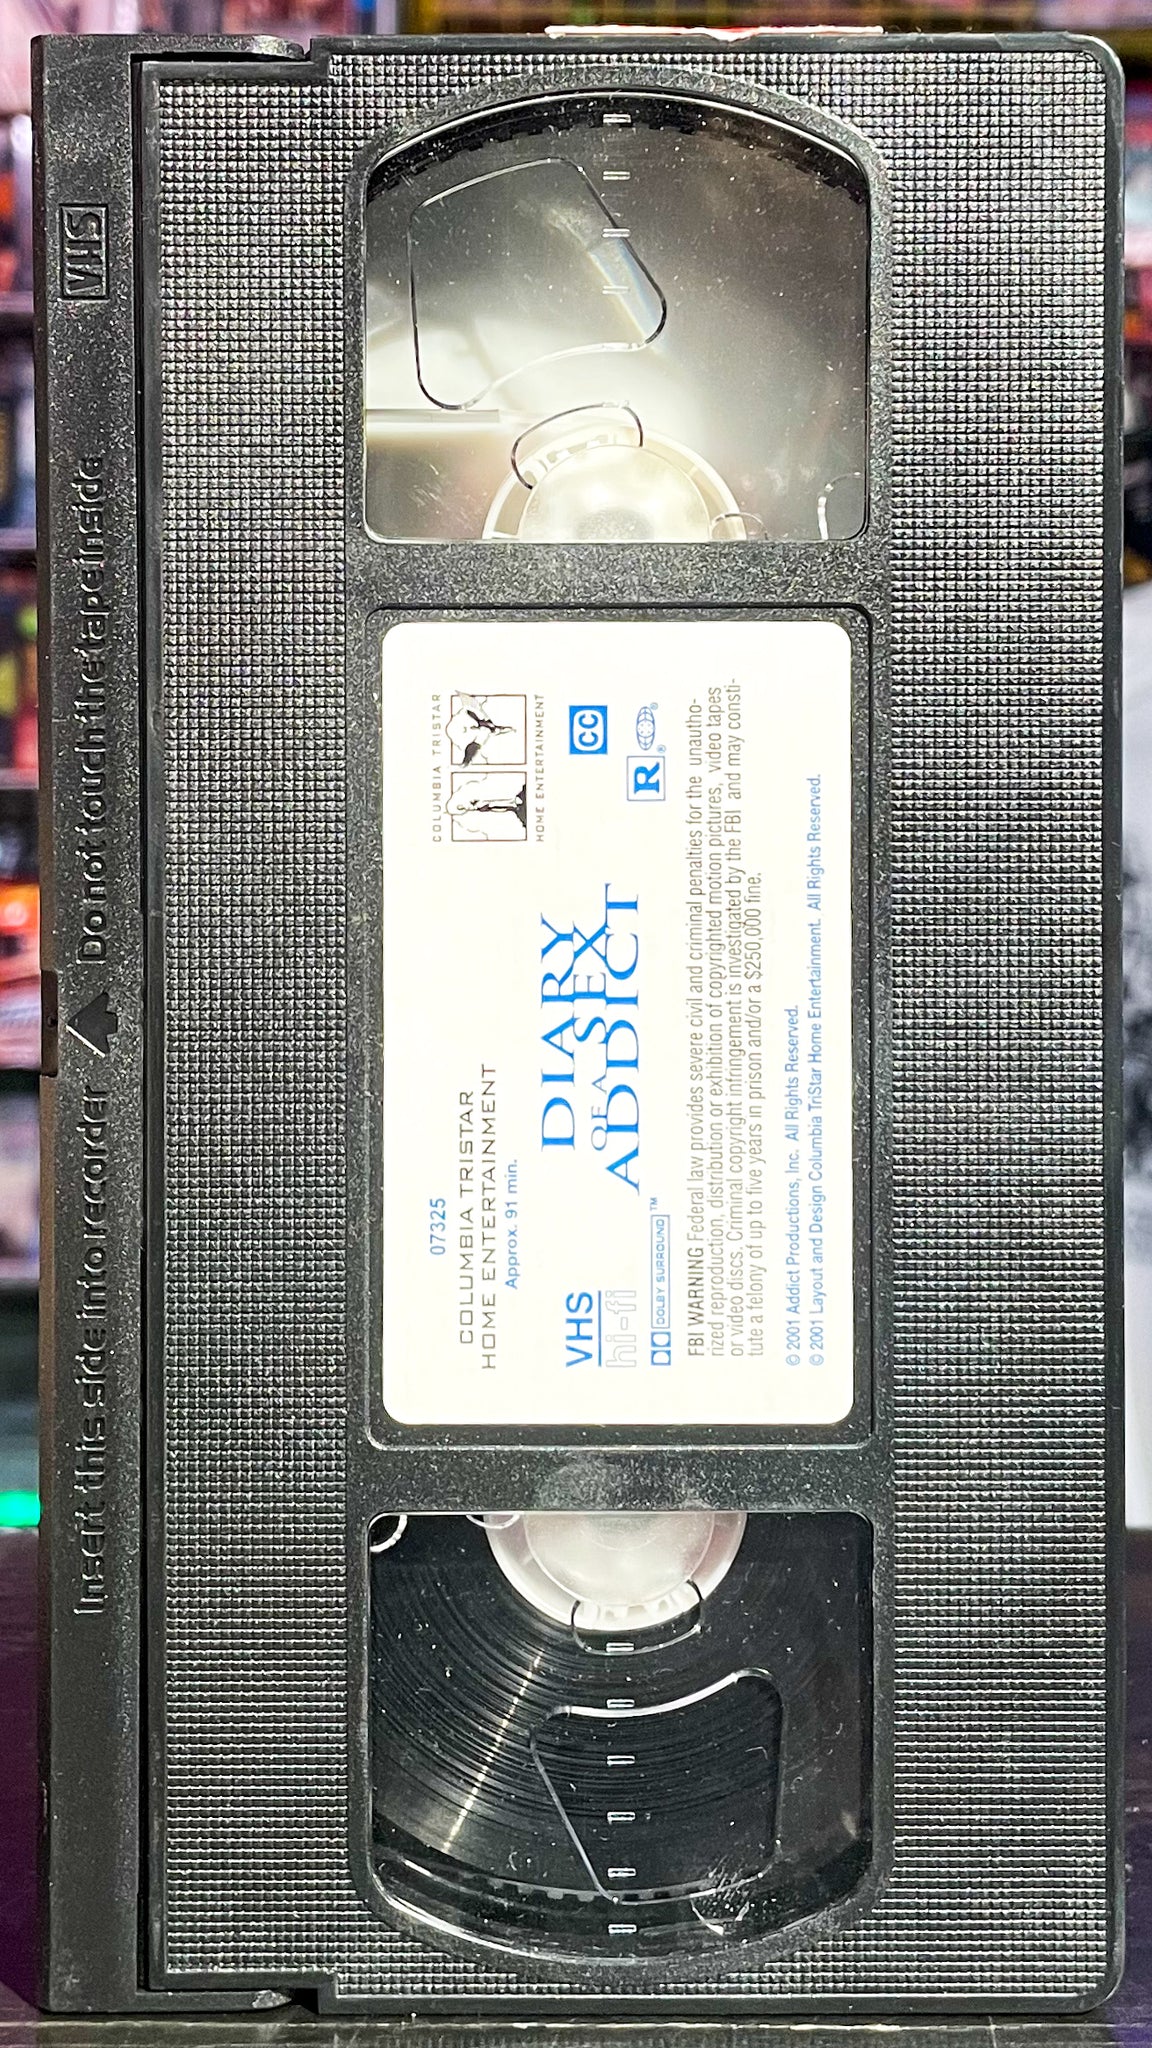 VHS
Insert this side into recorder Do not touch the tape inside
07325
COLUMBIA TRISTAR
HOME ENTERTAINMENT
Approx. 91 min.
COLUMBIA TRISTAR
HOME ENTERTAINMENT
DIARY
OF A SEX
ADDICT
VHS
hi-fi
DOLBY SURROUND™
CC
R®
®
FBI WARNING Federal law provides severe civil and criminal penalties for the unautho-
rized reproduction, distribution or exhibition of copyrighted motion pictures, video tapes
or video discs. Criminal copyright infringement is investigated by the FBI and may consti-
tute a felony of up to five years in prison and/or a $250,000 fine.
© 2001 Addict Productions, Inc. All Rights Reserved.
© 2001 Layout and Design Columbia TriStar Home Entertainment. All Rights Reserved.